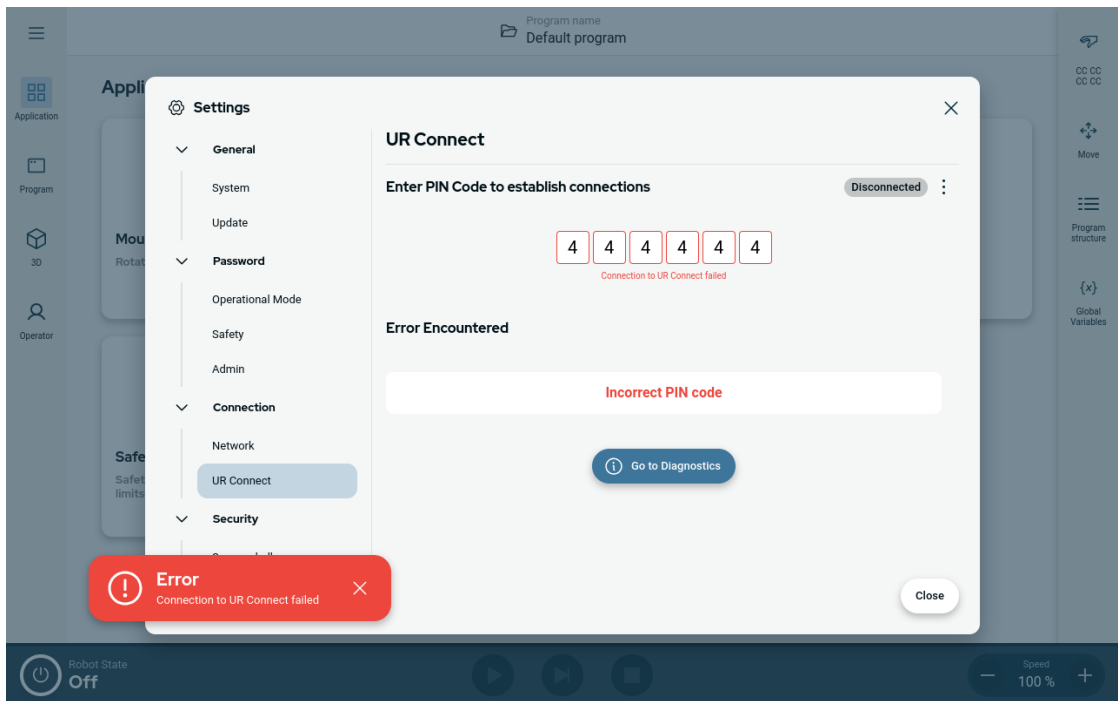 Program name
Default program
Application
Program
3D
Operator
Appli
Mou
Rotat
Safe
Safet
limits
Settings
General
System
Update
Password
Operational Mode
Safety
Admin
Connection
Network
UR Connect
Security
UR Connect
Enter PIN Code to establish connections
Disconnected
4 4 4 4 4 4
Connection to UR Connect failed
Error Encountered
Incorrect PIN code
Go to Diagnostics
Close
Error
Connection to UR Connect failed
CC CC
CC CC
Move
Program
structure
{x}
Global
Variables
Robot State
Off
Speed
100 %